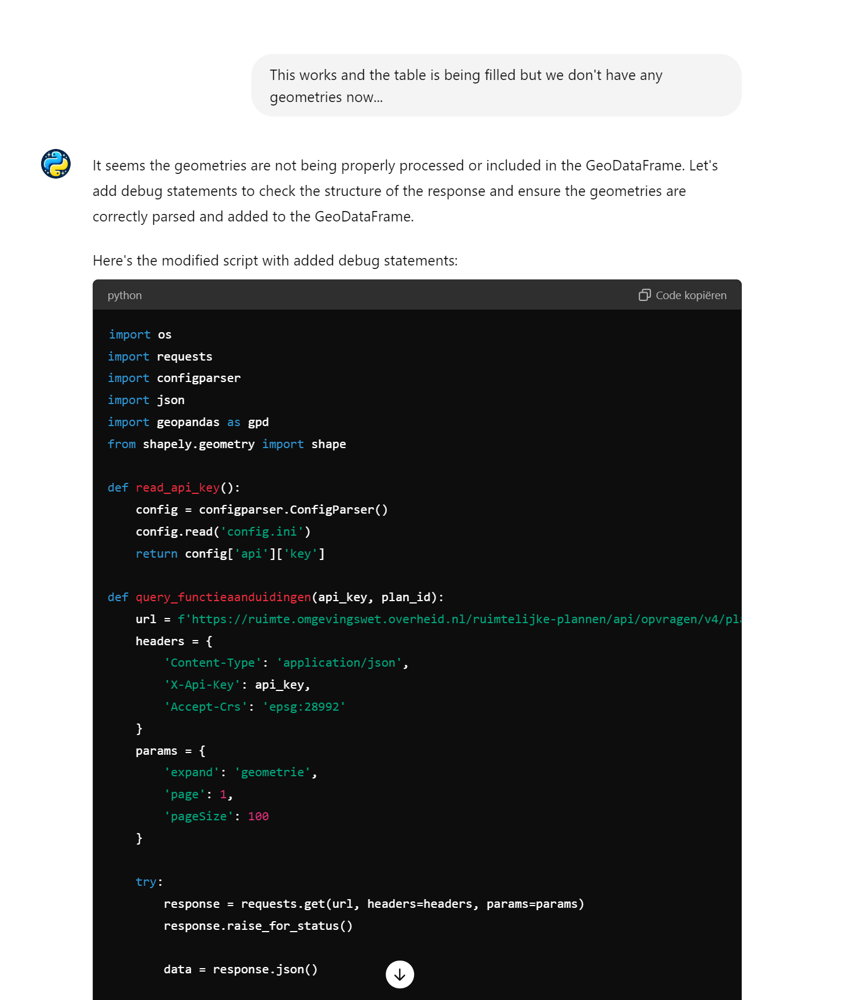 This works and the table is being filled but we don't have any
geometries now...
It seems the geometries are not being properly processed or included in the GeoDataFrame. Let's
add debug statements to check the structure of the response and ensure the geometries are
correctly parsed and added to the GeoDataFrame.
Here's the modified script with added debug statements:
python
Code kopiëren
import os
import requests
import configparser
import json
import geopandas as gpd
from shapely.geometry import shape
def read_api_key():
    config = configparser.ConfigParser()
    config.read('config.ini')
    return config['api']['key']
def query_functieaanduidingen(api_key, plan_id):
    url = f'https://ruimte.omgevingswet.overheid.nl/ruimtelijke-plannen/api/opvragen/v4/pla
    headers = {
        'Content-Type': 'application/json',
        'X-Api-Key': api_key,
        'Accept-Crs': 'epsg:28992'
    }
    params = {
        'expand': 'geometrie',
        'page': 1,
        'pageSize': 100
    }
    try:
        response = requests.get(url, headers=headers, params=params)
        response.raise_for_status()
        data = response.json()